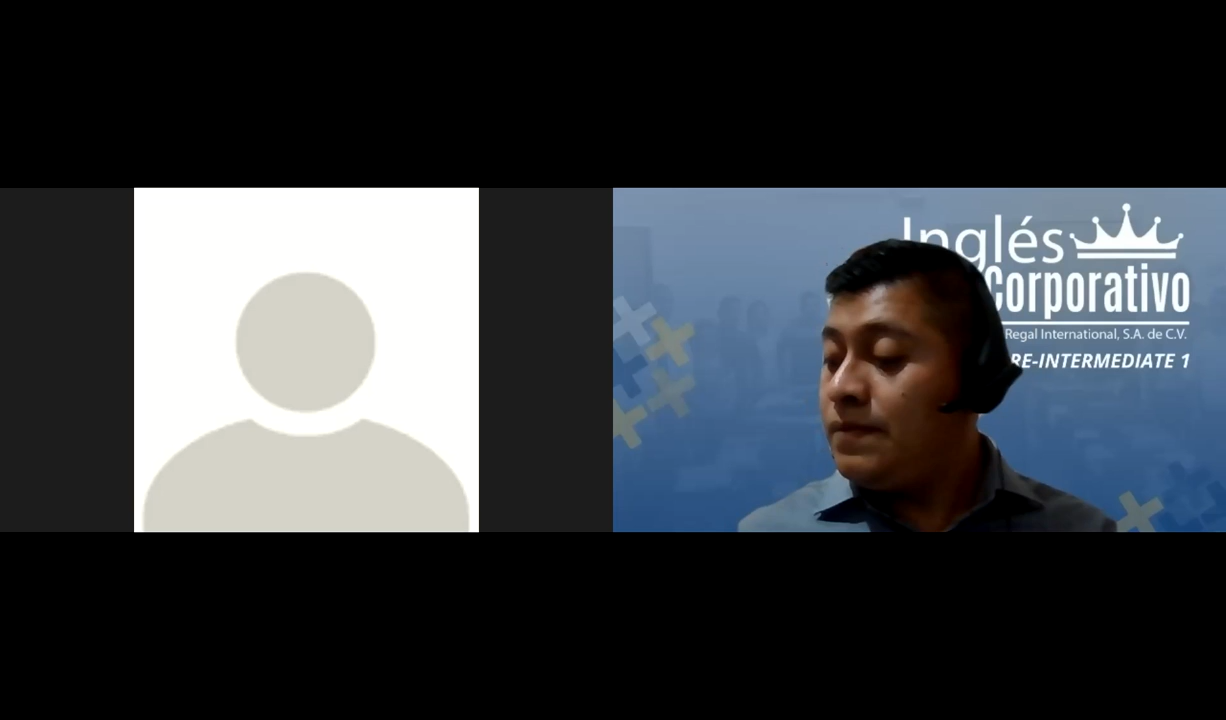 Inglés
Corporativo
Regal International, S.A. de C.V.
RE-INTERMEDIATE 1